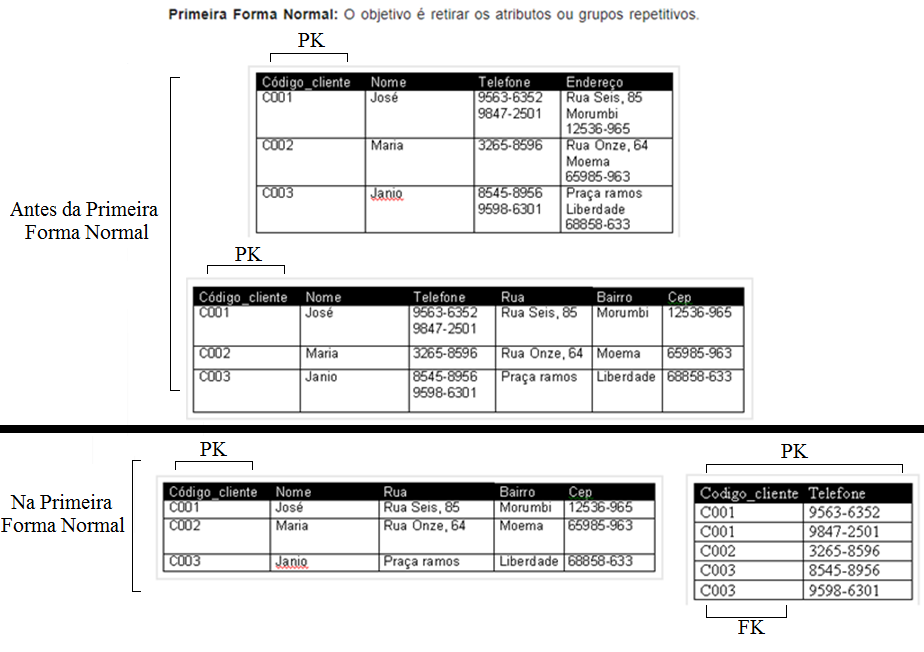 Primeira Forma Normal: O objetivo é retirar os atributos ou grupos repetitivos.
PK
Código_cliente Nome Telefone Endereço
C001 José 9563-6352 Rua Seis, 85
9847-2501 Morumbi
12536-965
C002 Maria 3265-8596 Rua Onze, 64
Moema
65985-963
C003 Janio 8545-8956 Praça ramos
9598-6301 Liberdade
68858-633
Antes da Primeira
Forma Normal
PK
Código_cliente Nome Telefone Rua Bairro Cep
C001 José 9563-6352 Rua Seis, 85 Morumbi 12536-965
9847-2501
C002 Maria 3265-8596 Rua Onze, 64 Moema 65985-963
C003 Janio 8545-8956 Praça ramos Liberdade 68858-633
9598-6301
Na Primeira
Forma Normal
PK
Código_cliente Nome Rua Bairro Cep
C001 José Rua Seis, 85 Morumbi 12536-965
C002 Maria Rua Onze, 64 Moema 65985-963
C003 Janio Praça ramos Liberdade 68858-633
PK
Codigo_cliente Telefone
C001 9563-6352
C001 9847-2501
C002 3265-8596
C003 8545-8956
C003 9598-6301
FK